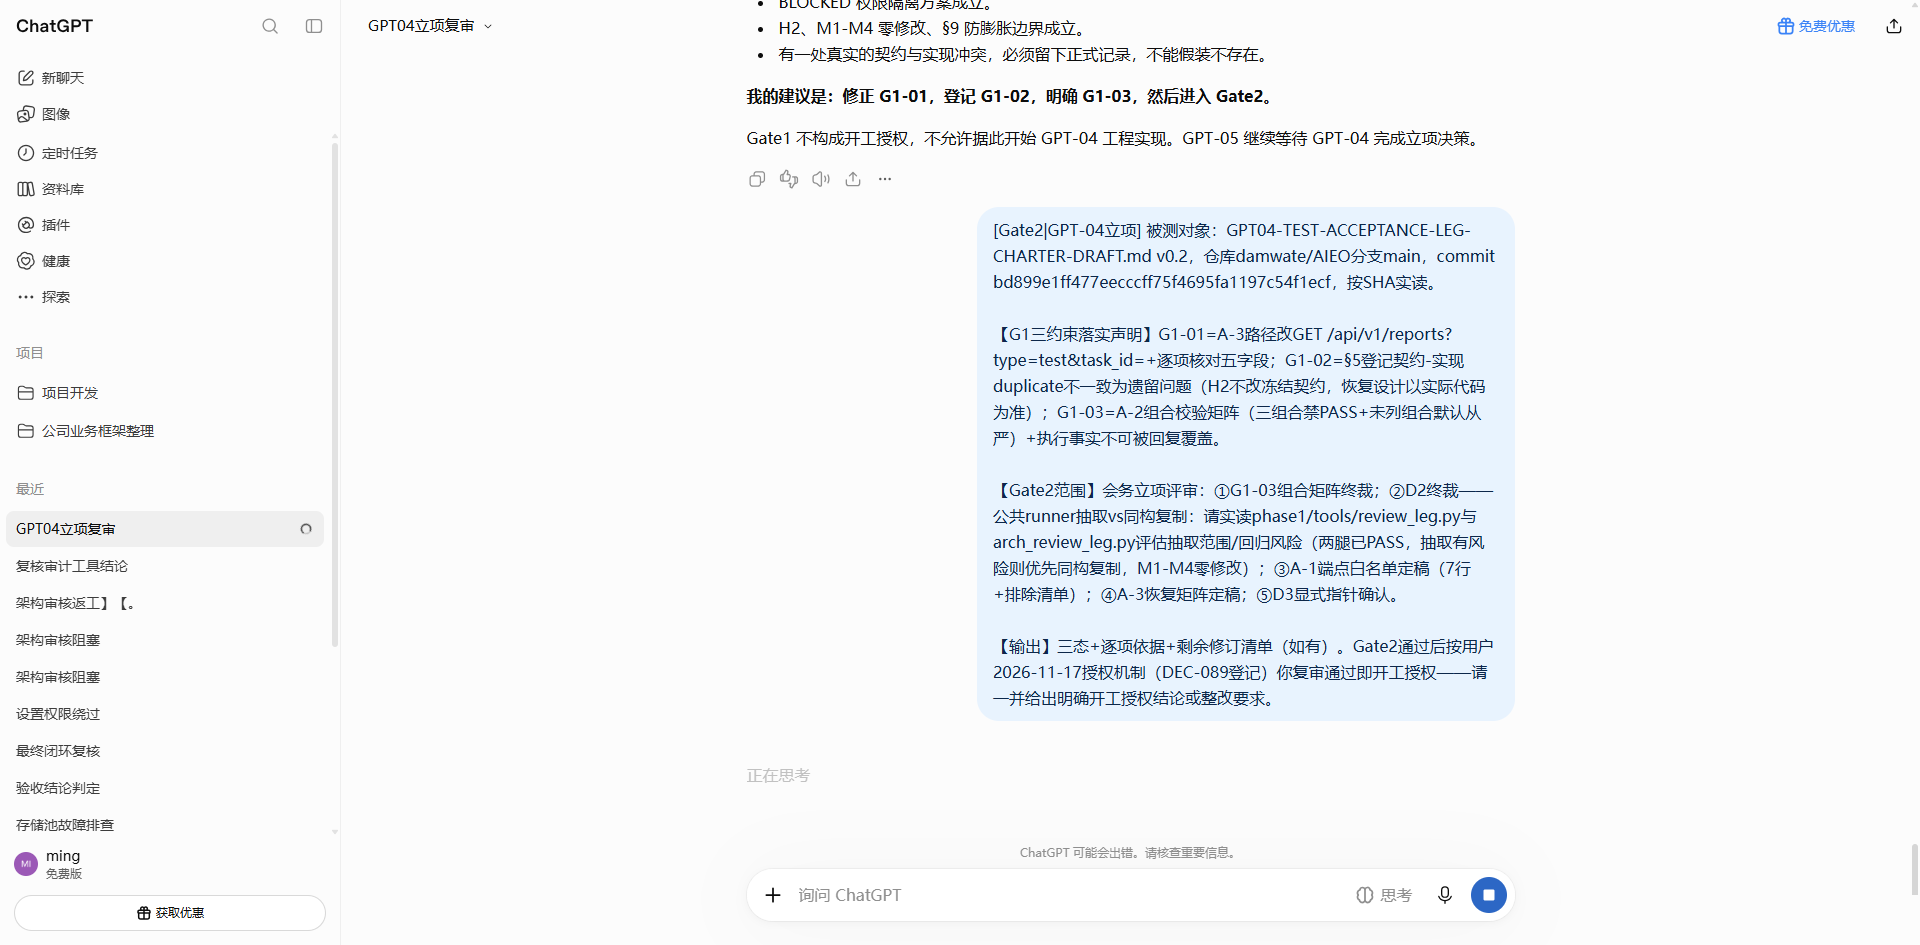 ChatGPT
新聊天
图像
定时任务
资料库
插件
健康
探索
项目
项目开发
公司业务框架整理
最近
GPT04立项复审
复核审计工具结论
架构审核返工】【。
架构审核阻塞
架构审核阻塞
设置权限绕过
最终闭环复核
验收结论判定
存储池故障排查
MI
ming
免费版
获取优惠
GPT04立项复审
免费优惠
BLOCKED 权限隔离方案成立。
H2、M1-M4 零修改、§9 防膨胀边界成立。
有一处真实的契约与实现冲突，必须留下正式记录，不能假装不存在。
我的建议是：修正 G1-01，登记 G1-02，明确 G1-03，然后进入 Gate2。
Gate1 不构成开工授权，不允许据此开始 GPT-04 工程实现。GPT-05 继续等待 GPT-04 完成立项决策。
[Gate2|GPT-04立项] 被测对象：GPT04-TEST-ACCEPTANCE-LEG-
CHARTER-DRAFT.md v0.2，仓库damwate/AIEO分支main，commit
bd899e1ff477eecccff75f4695fa1197c54f1ecf，按SHA实读。
【G1三约束落实声明】G1-01=A-3路径改GET /api/v1/reports?
type=test&task_id=+逐项核对五字段；G1-02=§5登记契约-实现
duplicate不一致为遗留问题（H2不改冻结契约，恢复设计以实际代码
为准）；G1-03=A-2组合校验矩阵（三组合禁PASS+未列组合默认从
严）+执行事实不可被回复覆盖。
【Gate2范围】会务立项评审：①G1-03组合矩阵终裁；②D2终裁——
公共runner抽取vs同构复制：请实读phase1/tools/review_leg.py与
arch_review_leg.py评估抽取范围/回归风险（两腿已PASS，抽取有风
险则优先同构复制，M1-M4零修改）；③A-1端点白名单定稿（7行
+排除清单）；④A-3恢复矩阵定稿；⑤D3显式指针确认。
【输出】三态+逐项依据+剩余修订清单（如有）。Gate2通过后按用户
2026-11-17授权机制（DEC-089登记）你复审通过即开工授权——请
一并给出明确开工授权结论或整改要求。
正在思考
ChatGPT 可能会出错。请核查重要信息。
询问 ChatGPT
思考